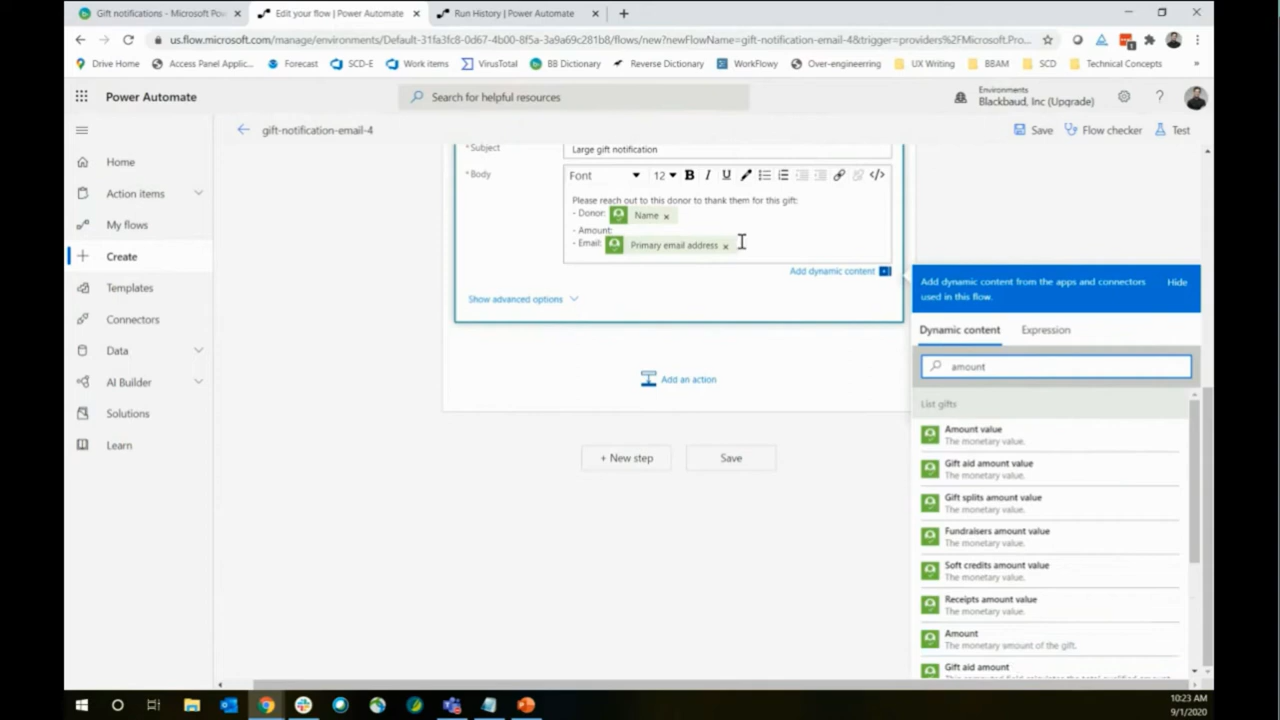 Gift notifications - Microsoft Pow
Edit your flow | Power Automate
Run History | Power Automate
us.flow.microsoft.com/manage/environments/Default-31fa3fc8-0d67-4b00-8f5a-3a9a69c281b8/flows/new?newFlowName=gift-notification-email-4&trigger=providers%2FMicrosoft.Pro...
Drive Home
Access Panel Applic...
Forecast
SCD-E
Work items
VirusTotal
BB Dictionary
Reverse Dictionary
WorkFlowy
Over-engineering
UX Writing
BBAM
SCD
Technical Concepts
Power Automate
Search for helpful resources
Environments
Blackbaud, Inc (Upgrade)
gift-notification-email-4
Save
Flow checker
Test
Home
Action items
My flows
Create
Templates
Connectors
Data
AI Builder
Solutions
Learn
* Subject
Large gift notification
* Body
Font
12
B
I
U
</>
Please reach out to this donor to thank them for this gift:
- Donor: Name ×
- Amount:
- Email: Primary email address ×
Add dynamic content
Show advanced options
Add an action
+ New step
Save
Add dynamic content from the apps and connectors
used in this flow.
Hide
Dynamic content
Expression
amount
List gifts
Amount value
The monetary value.
Gift aid amount value
The monetary value.
Gift splits amount value
The monetary value.
Fundraisers amount value
The monetary value.
Soft credits amount value
The monetary value.
Receipts amount value
The monetary value.
Amount
The monetary amount of the gift.
Gift aid amount
10:23 AM
9/1/2020